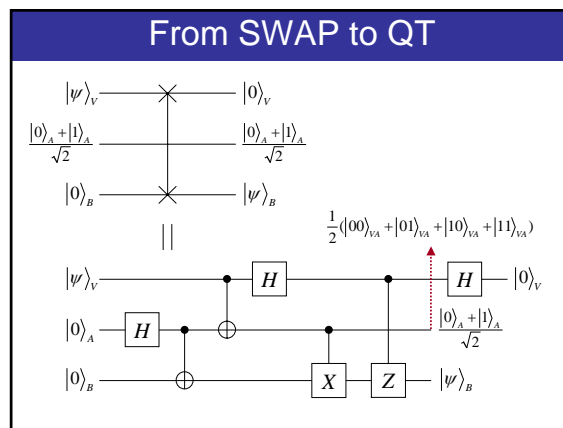 From SWAP to QT
|ψ⟩_V |0⟩_V
|0⟩_A+|1⟩_A/√2 |0⟩_A+|1⟩_A/√2
|0⟩_B |ψ⟩_B
||
1/2(|00⟩_VA+|01⟩_VA+|10⟩_VA+|11⟩_VA)
|ψ⟩_V H H |0⟩_V
|0⟩_A H |0⟩_A+|1⟩_A/√2
|0⟩_B X Z |ψ⟩_B